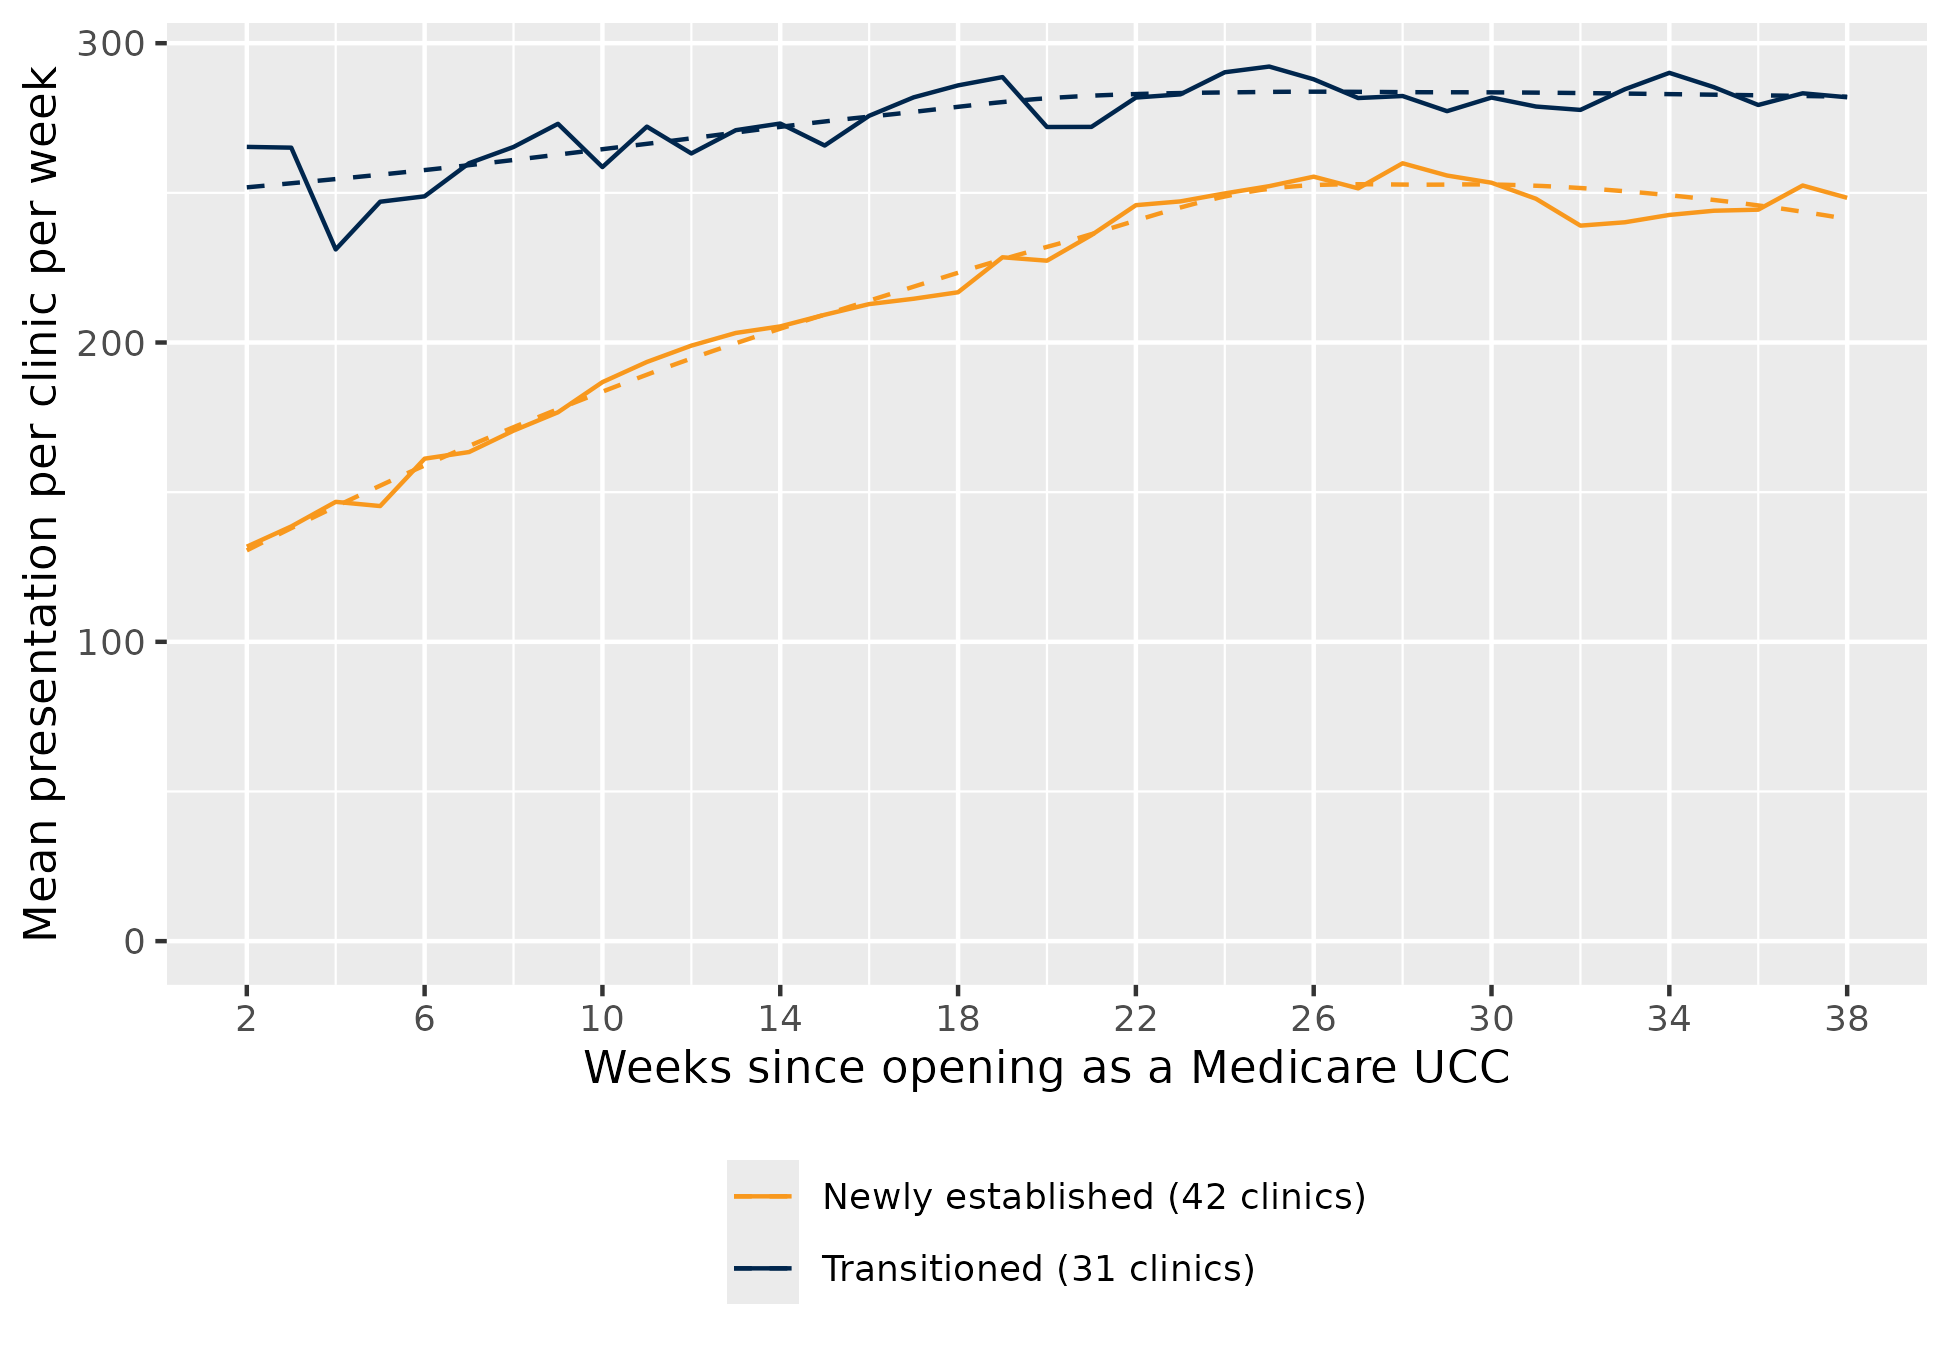 Mean presentation per clinic per week
300
200
100
0
2 6 10 14 18 22 26 30 34 38
Weeks since opening as a Medicare UCC
Newly established (42 clinics)
Transitioned (31 clinics)